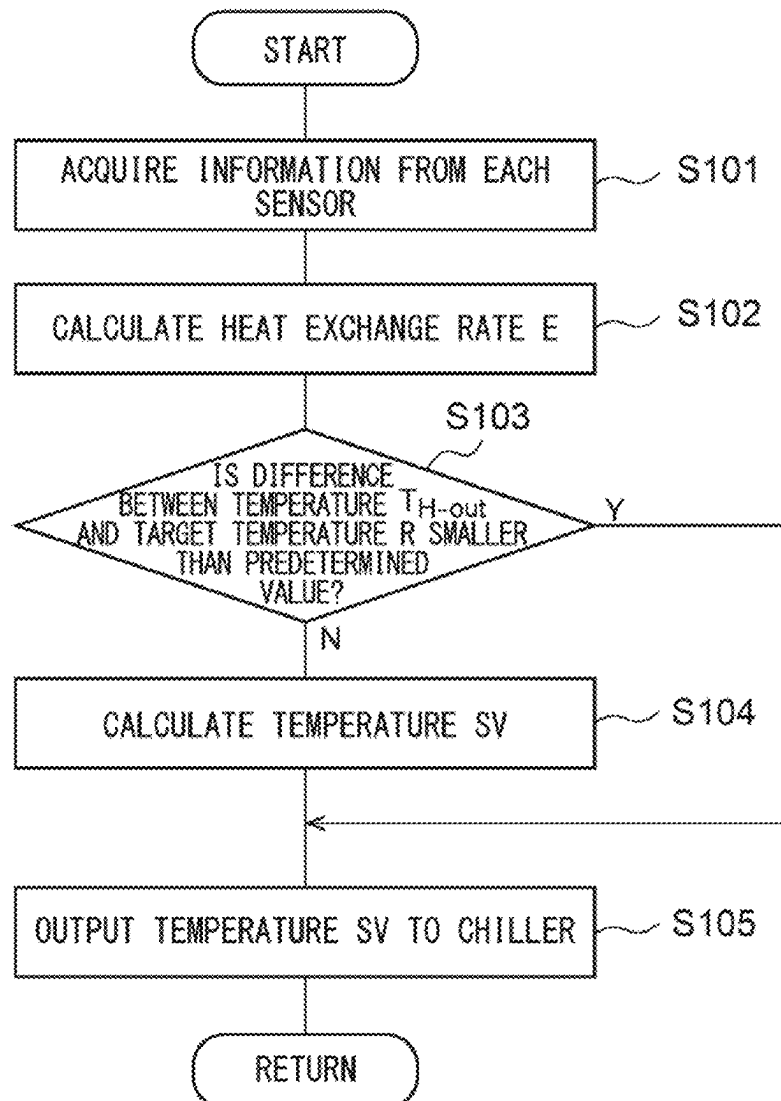 START
ACQUIRE INFORMATION FROM EACH
SENSOR
S101
CALCULATE HEAT EXCHANGE RATE E
S102
S103
IS DIFFERENCE
BETWEEN TEMPERATURE TH-out
AND TARGET TEMPERATURE R SMALLER
THAN PREDETERMINED
VALUE?
Y
N
CALCULATE TEMPERATURE SV
S104
OUTPUT TEMPERATURE SV TO CHILLER
S105
RETURN